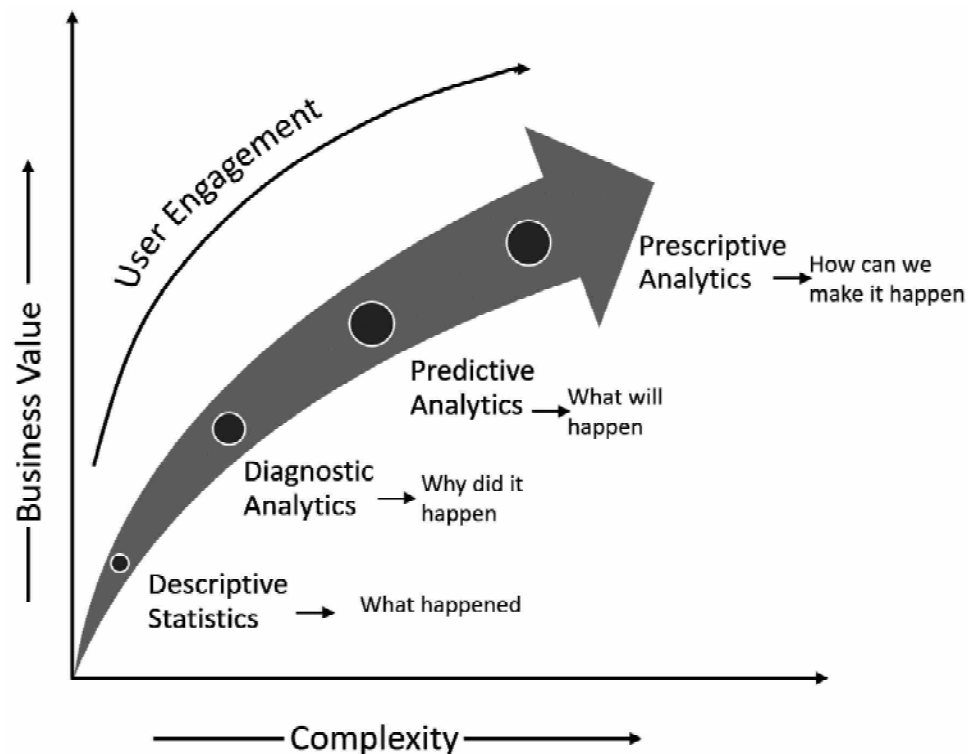 User Engagement
Business Value
Prescriptive
Analytics
How can we
make it happen
Predictive
Analytics
What will
happen
Diagnostic
Analytics
Why did it
happen
Descriptive
Statistics
What happened
Complexity